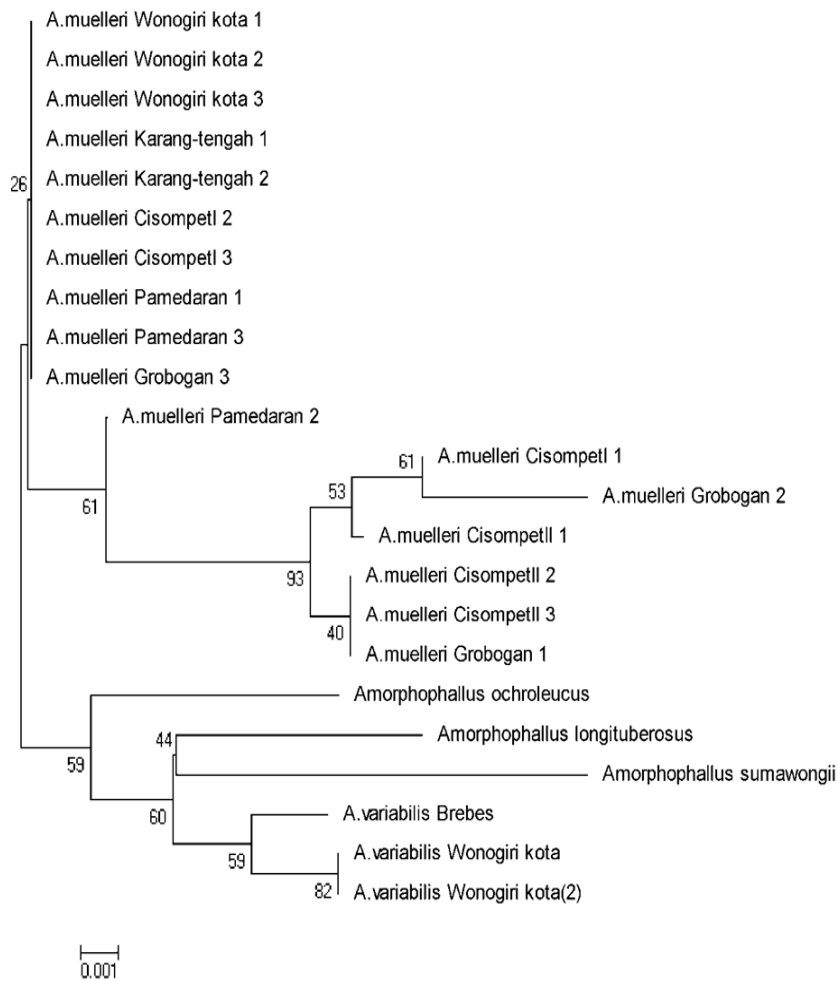 A.muelleri Wonogiri kota 1
A.muelleri Wonogiri kota 2
A.muelleri Wonogiri kota 3
A.muelleri Karang-tengah 1
A.muelleri Karang-tengah 2
26
A.muelleri CisompetI 2
A.muelleri CisompetI 3
A.muelleri Pamedaran 1
A.muelleri Pamedaran 3
A.muelleri Grobogan 3
A.muelleri Pamedaran 2
61
A.muelleri CisompetI 1
61
A.muelleri Grobogan 2
53
A.muelleri CisompetII 1
93
A.muelleri CisompetII 2
A.muelleri CisompetII 3
40
A.muelleri Grobogan 1
Amorphophallus ochroleucus
59
44
Amorphophallus longituberosus
Amorphophallus sumawongii
60
A.variabilis Brebes
59
A.variabilis Wonogiri kota
82
A.variabilis Wonogiri kota(2)
0.001